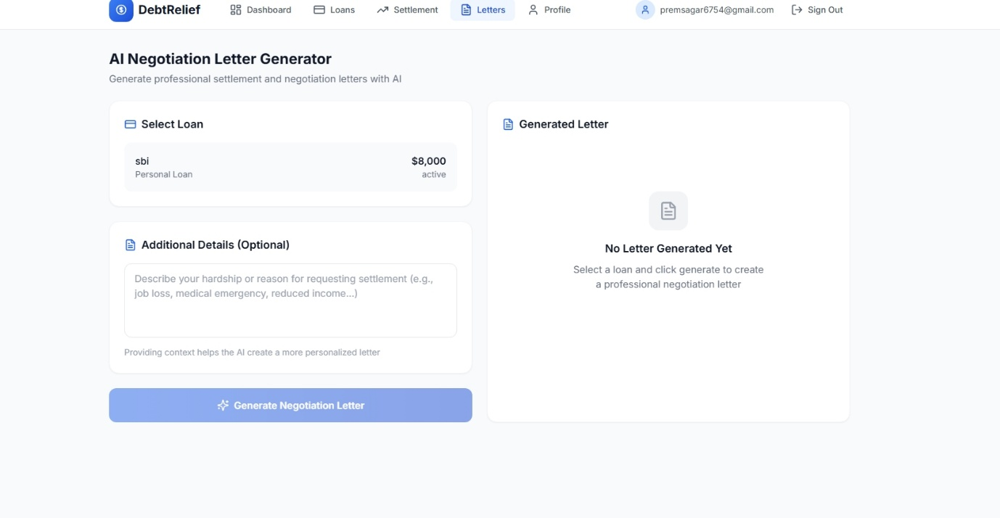 DebtRelief Dashboard Loans Settlement Letters Profile premsagar6754@gmail.com Sign Out
AI Negotiation Letter Generator
Generate professional settlement and negotiation letters with AI
Select Loan
sbi $8,000
Personal Loan active
Additional Details (Optional)
Describe your hardship or reason for requesting settlement (e.g.,
job loss, medical emergency, reduced income...)
Providing context helps the AI create a more personalized letter
Generate Negotiation Letter
Generated Letter
No Letter Generated Yet
Select a loan and click generate to create
a professional negotiation letter